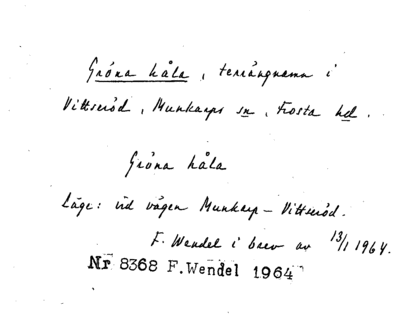 Gröna håla, terrängnamn i
Vittseröd, Munkarps sn, Frosta hd.
Gröna håla
Läge: vid vägen Munkarp – Vittseröd.
F. Wendel i brev av 13/1 1964.
Nr 8368 F. Wendel 1964